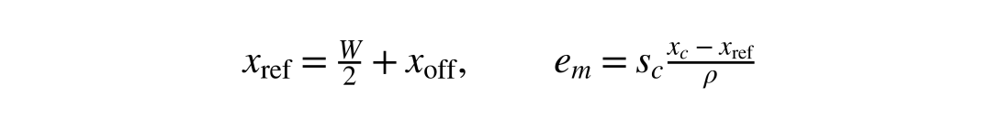 x_ref = W/2 + x_off,    e_m = s_c (x_c − x_ref)/ρ